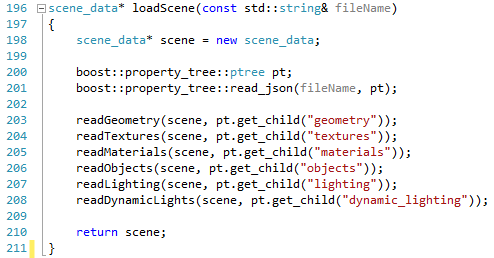 196 scene_data* loadScene(const std::string& fileName)
197 {
198     scene_data* scene = new scene_data;
199
200     boost::property_tree::ptree pt;
201     boost::property_tree::read_json(fileName, pt);
202
203     readGeometry(scene, pt.get_child("geometry"));
204     readTextures(scene, pt.get_child("textures"));
205     readMaterials(scene, pt.get_child("materials"));
206     readObjects(scene, pt.get_child("objects"));
207     readLighting(scene, pt.get_child("lighting"));
208     readDynamicLights(scene, pt.get_child("dynamic_lighting"));
209
210     return scene;
211 }